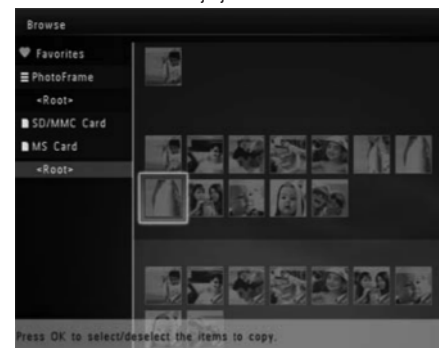 Browse
Favorites
PhotoFrame
<Root>
SD/MMC Card
MS Card
<Root>
Press OK to select/deselect the items to copy.